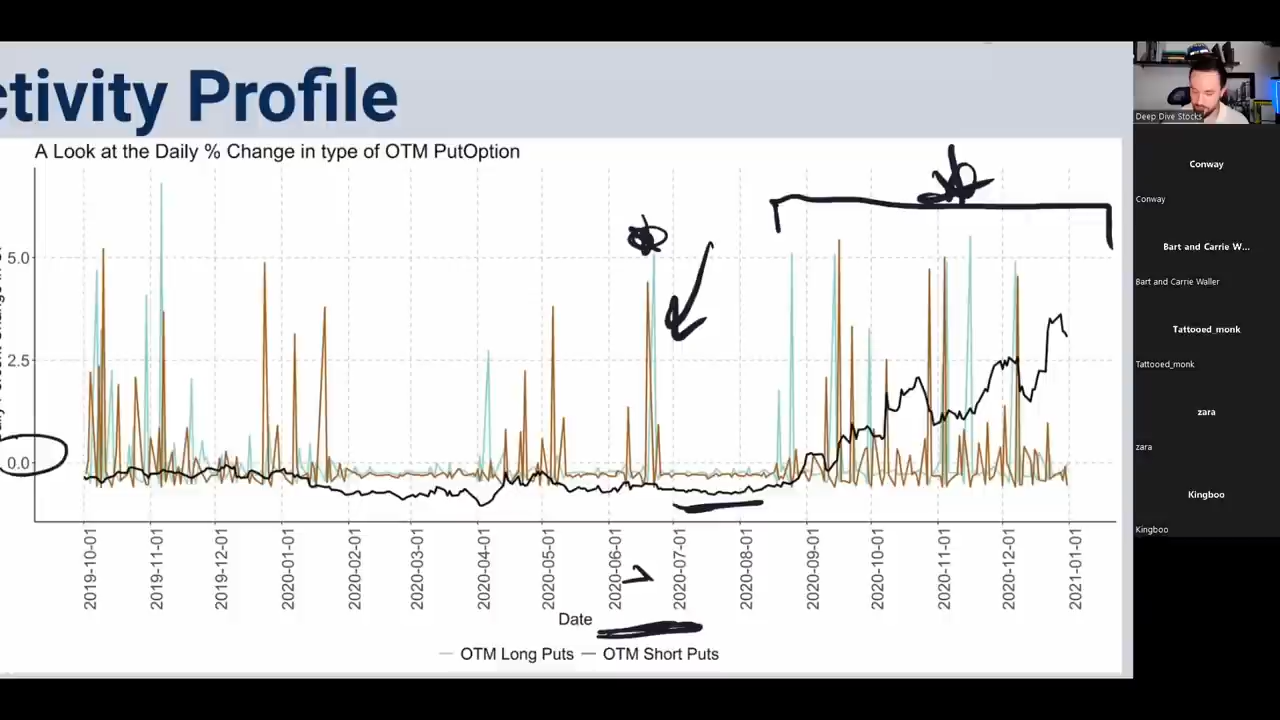 ctivity Profile
A Look at the Daily % Change in type of OTM PutOption
5.0
2.5
0.0
2019-10-01
2019-11-01
2019-12-01
2020-01-01
2020-02-01
2020-03-01
2020-04-01
2020-05-01
2020-06-01
2020-07-01
2020-08-01
2020-09-01
2020-10-01
2020-11-01
2020-12-01
2021-01-01
Date
OTM Long Puts OTM Short Puts
Deep Dive Stocks
Conway
Conway
Bart and Carrie W...
Bart and Carrie Waller
Tattooed_monk
Tattooed_monk
zara
zara
Kingboo
Kingboo